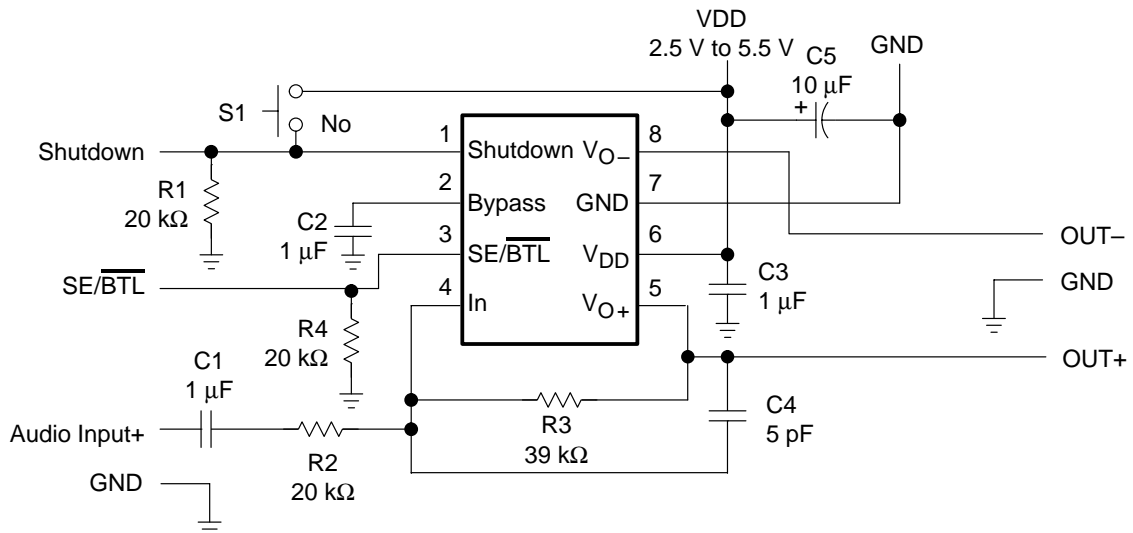 VDD
2.5 V to 5.5 V
GND
C5
10 μF
+
S1
No
Shutdown
1
Shutdown
VO−
8
R1
20 kΩ
2
Bypass
GND
7
C2
1 μF
3
SE/BTL
VDD
6
OUT−
SE/BTL
4
In
VO+
5
C3
1 μF
GND
R4
20 kΩ
OUT+
C1
1 μF
Audio Input+
R2
20 kΩ
R3
39 kΩ
C4
5 pF
GND